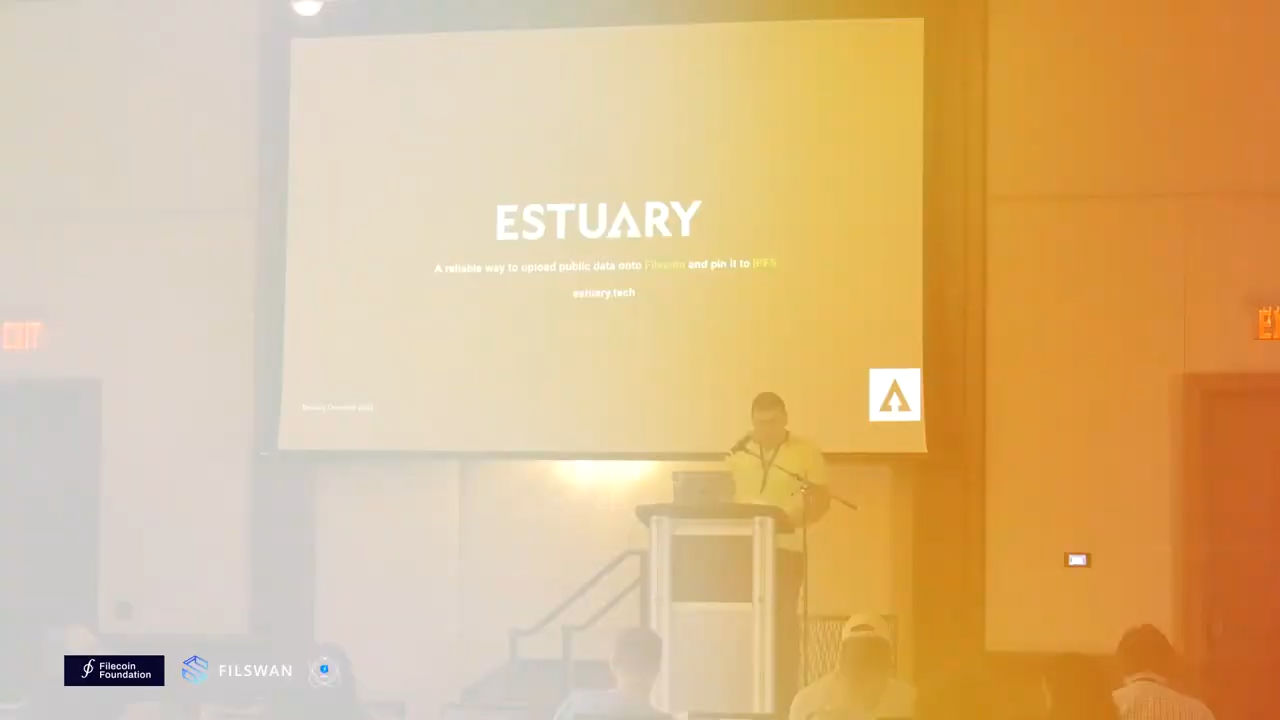 ESTUARY
A reliable way to upload public data onto Filecoin and pin it to IPFS
estuary.tech
EXIT
Filecoin
Foundation
FILSWAN